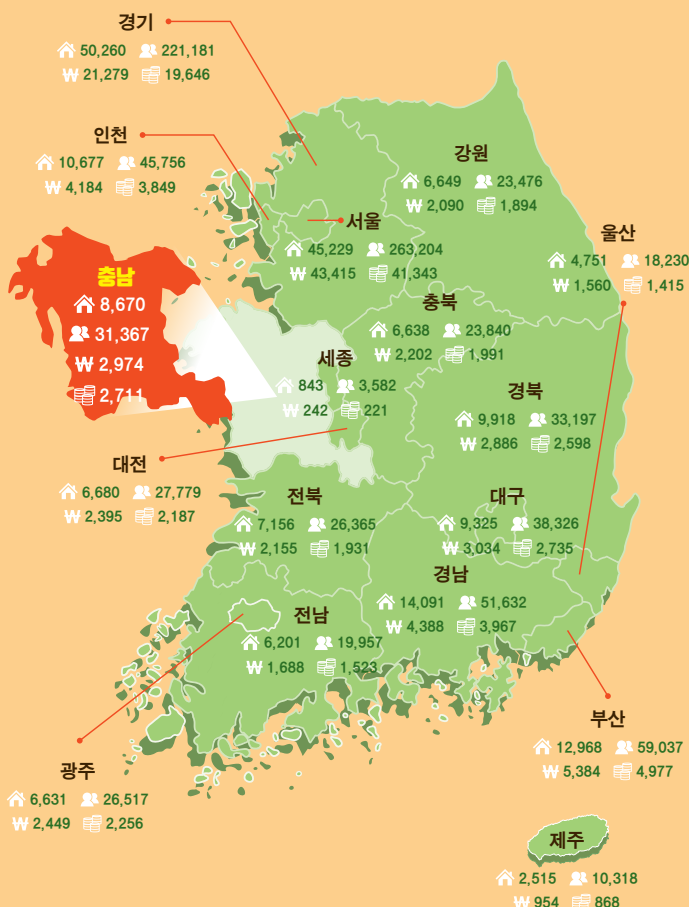 경기
50,260 221,181
₩ 21,279 19,646
인천
10,677 45,756
₩ 4,184 3,849
강원
6,649 23,476
₩ 2,090 1,894
서울
45,229 263,204
₩ 43,415 41,343
울산
4,751 18,230
₩ 1,560 1,415
충남
8,670
31,367
₩ 2,974
2,711
충북
6,638 23,840
₩ 2,202 1,991
세종
843 3,582
₩ 242 221
경북
9,918 33,197
₩ 2,886 2,598
대전
6,680 27,779
₩ 2,395 2,187
전북
7,156 26,365
₩ 2,155 1,931
대구
9,325 38,326
₩ 3,034 2,735
경남
14,091 51,632
₩ 4,388 3,967
전남
6,201 19,957
₩ 1,688 1,523
부산
12,968 59,037
₩ 5,384 4,977
광주
6,631 26,517
₩ 2,449 2,256
제주
2,515 10,318
₩ 954 868